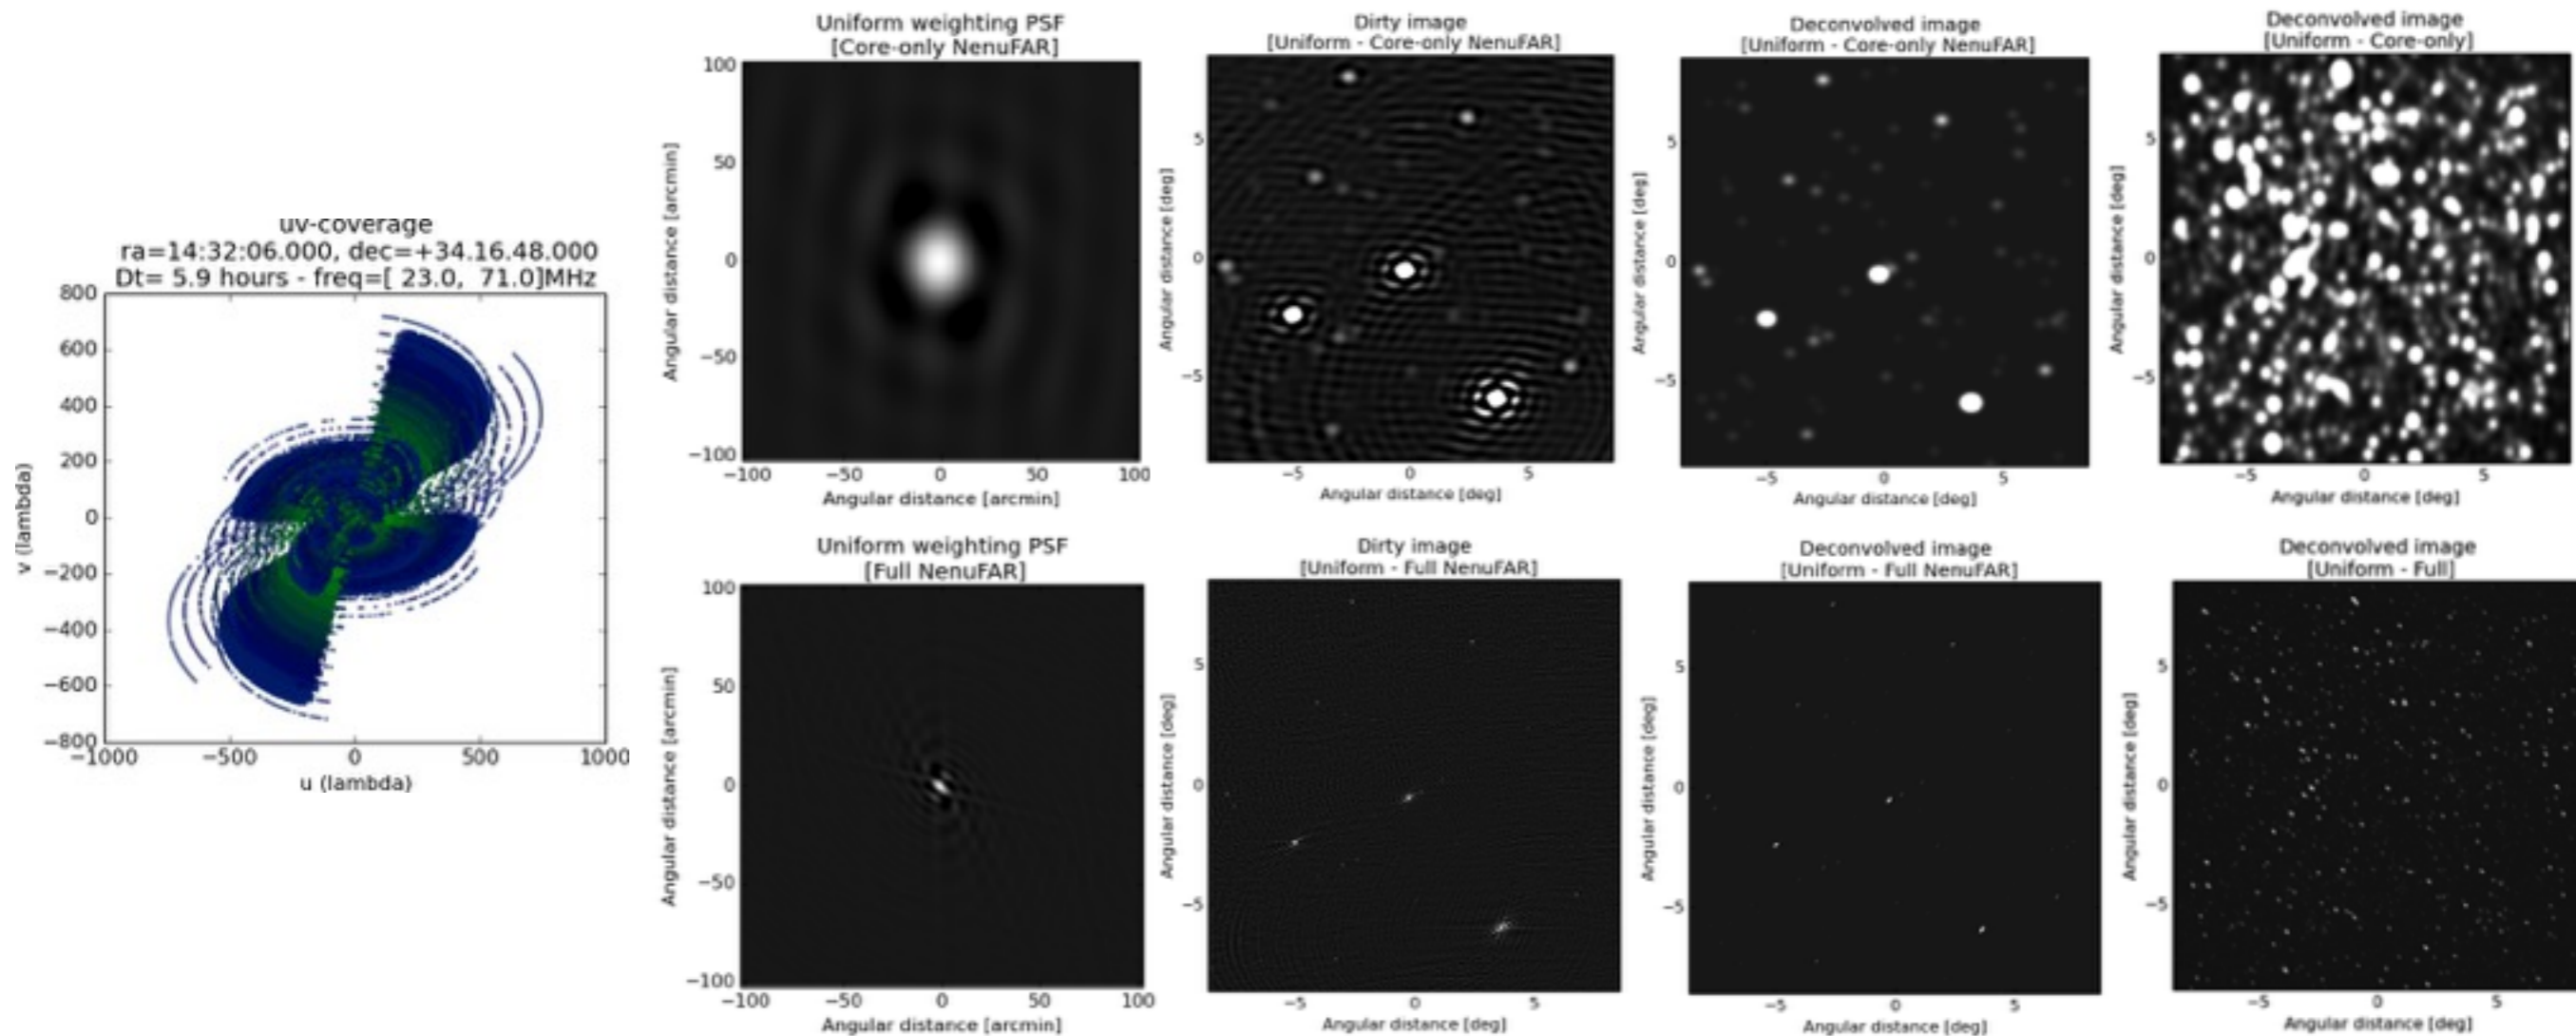 uv-coverage
ra=14:32:06.000, dec=+34.16.48.000
Dt= 5.9 hours - freq=[ 23.0,  71.0]MHz
800
600
400
200
0
−200
−400
−600
−800
−1000
−500
0
500
1000
u (lambda)
v (lambda)
Uniform weighting PSF
[Core-only NenuFAR]
100
50
0
−50
−100
−100
−50
0
50
100
Angular distance [arcmin]
Angular distance [arcmin]
Dirty image
[Uniform - Core-only NenuFAR]
5
0
−5
−5
0
5
Angular distance [deg]
Angular distance [deg]
Deconvolved image
[Uniform - Core-only NenuFAR]
5
0
−5
−5
0
5
Angular distance [deg]
Angular distance [deg]
Deconvolved image
[Uniform - Core-only]
5
0
−5
−5
0
5
Angular distance [deg]
Angular distance [deg]
Uniform weighting PSF
[Full NenuFAR]
100
50
0
−50
−100
−100
−50
0
50
100
Angular distance [arcmin]
Angular distance [arcmin]
Dirty image
[Uniform - Full NenuFAR]
5
0
−5
−5
0
5
Angular distance [deg]
Angular distance [deg]
Deconvolved image
[Uniform - Full NenuFAR]
5
0
−5
−5
0
5
Angular distance [deg]
Angular distance [deg]
Deconvolved image
[Uniform - Full]
5
0
−5
−5
0
5
Angular distance [deg]
Angular distance [deg]